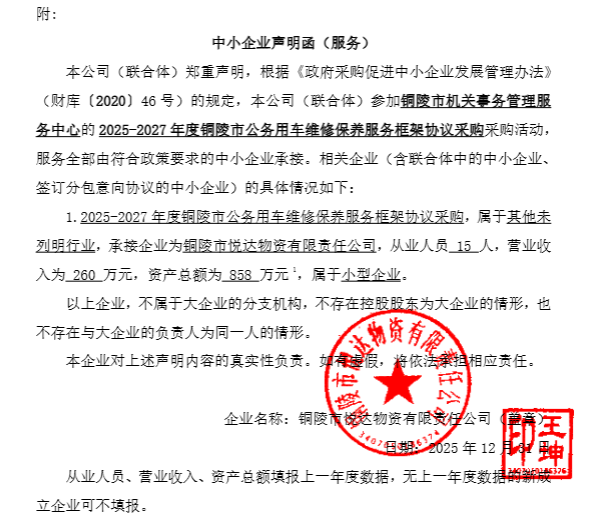 附:
中小企业声明函（服务）
本公司（联合体）郑重声明，根据《政府采购促进中小企业发展管理办法》
（财库〔2020〕46 号）的规定，本公司（联合体）参加铜陵市机关事务管理服
务中心的 2025-2027 年度铜陵市公务用车维修保养服务框架协议采购采购活动，
服务全部由符合政策要求的中小企业承接。相关企业（含联合体中的中小企业、
签订分包意向协议的中小企业）的具体情况如下：
1. 2025-2027 年度铜陵市公务用车维修保养服务框架协议采购，属于其他未
列明行业，承接企业为铜陵市悦达物资有限责任公司，从业人员 15 人，营业收
入为 260 万元，资产总额为 858 万元¹，属于小型企业。
以上企业，不属于大企业的分支机构，不存在控股股东为大企业的情形，也
不存在与大企业的负责人为同一人的情形。
本企业对上述声明内容的真实性负责。如有虚假，将依法承担相应责任。
铜陵市悦达物资有限责任公司
企业名称：铜陵市悦达物资有限责任公司（盖章）
日期：2025 年 12 月 31 日
王坤印
从业人员、营业收入、资产总额填报上一年度数据，无上一年度数据的新成
立企业可不填报。